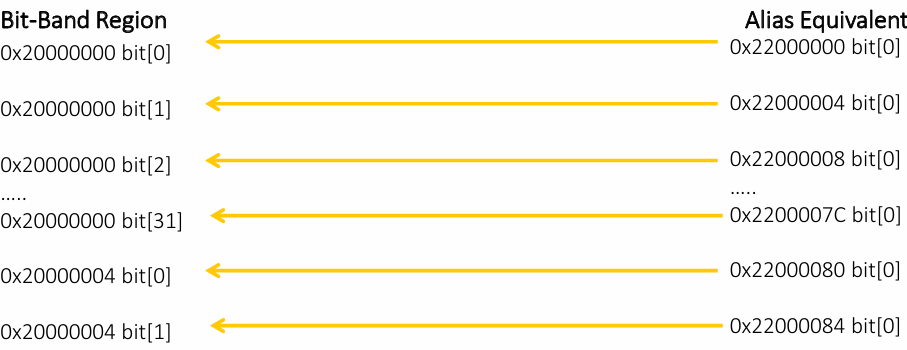 Bit-Band Region Alias Equivalent
0x20000000 bit[0] 0x22000000 bit[0]
0x20000000 bit[1] 0x22000004 bit[0]
0x20000000 bit[2] 0x22000008 bit[0]
..... .....
0x20000000 bit[31] 0x2200007C bit[0]
0x20000004 bit[0] 0x22000080 bit[0]
0x20000004 bit[1] 0x22000084 bit[0]